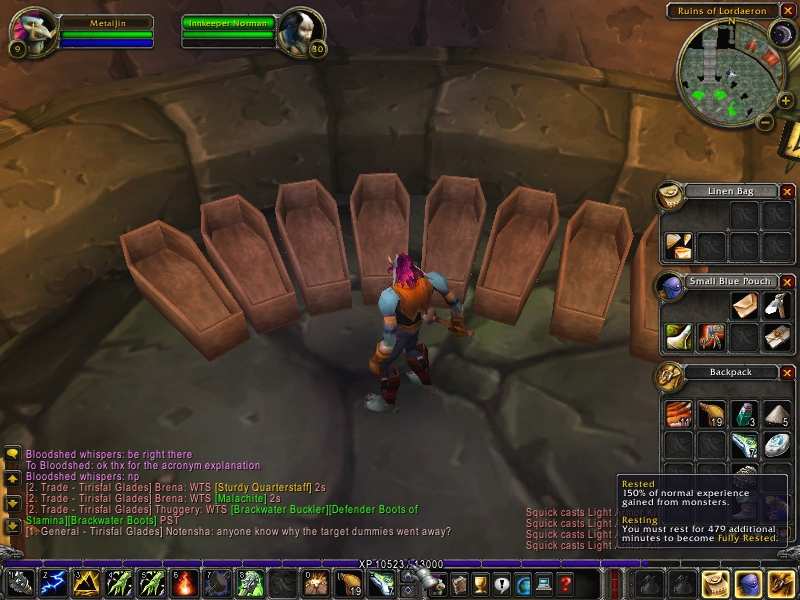 MetalJin
9
Innkeeper Norman
30
Ruins of Lordaeron
N
Linen Bag
Small Blue Pouch
Backpack
11
19
3
5
Bloodshed whispers: be right there
To Bloodshed: ok thx for the acronym explanation
Bloodshed whispers: np
[2. Trade - Tirisfal Glades] Brena: WTS [Sturdy Quarterstaff] 2s
[2. Trade - Tirisfal Glades] Brena: WTS [Malachite] 2s
[2. Trade - Tirisfal Glades] Thuggery: WTS [Brackwater Buckler][Defender Boots of
Stamina][Brackwater Boots] PST
[1. General - Tirisfal Glades] Notensha: anyone know why the target dummies went away?
Squick casts Light
Squick casts Light
Squick casts Light
Squick casts Light
Rested
150% of normal experience
gained from monsters.
Resting
You must rest for 479 additional
minutes to become Fully Rested.
XP 10523 / 13000
19